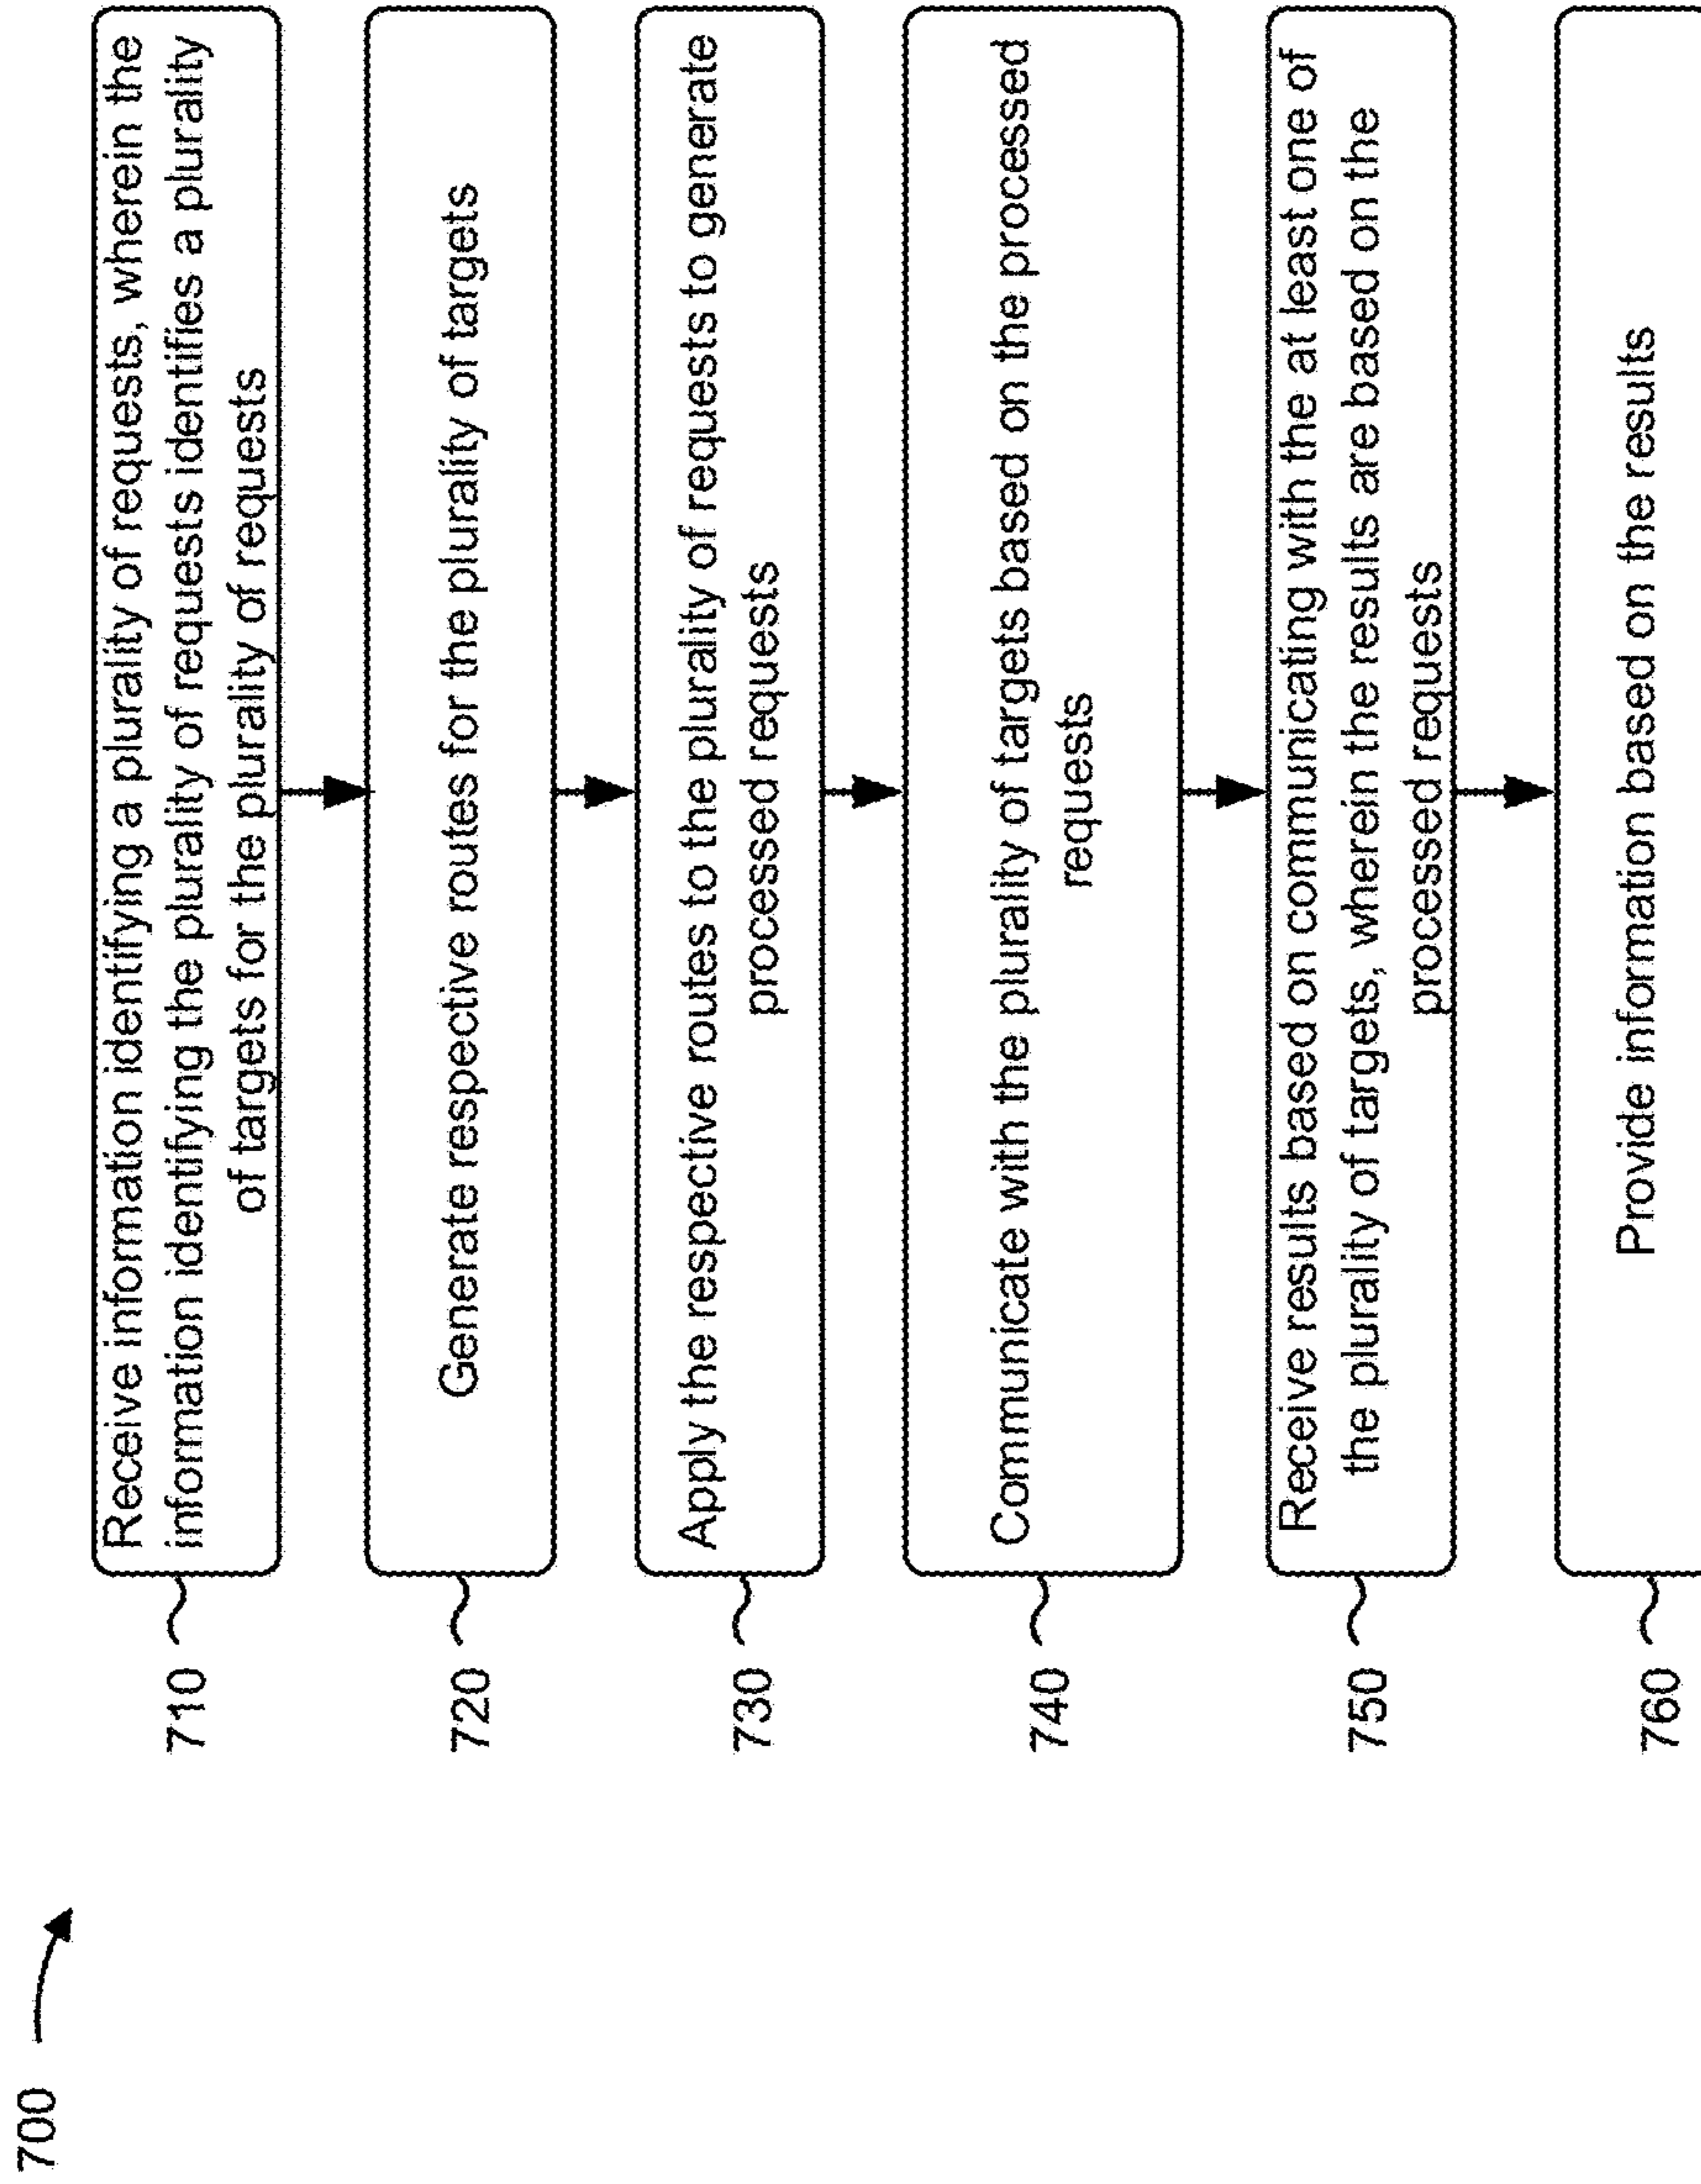 700
710
Receive information identifying a plurality of requests, wherein the
information identifying the plurality of requests identifies a plurality
of targets for the plurality of requests
720
Generate respective routes for the plurality of targets
730
Apply the respective routes to the plurality of requests to generate
processed requests
740
Communicate with the plurality of targets based on the processed
requests
750
Receive results based on communicating with the at least one of
the plurality of targets, wherein the results are based on the
processed requests
760
Provide information based on the results